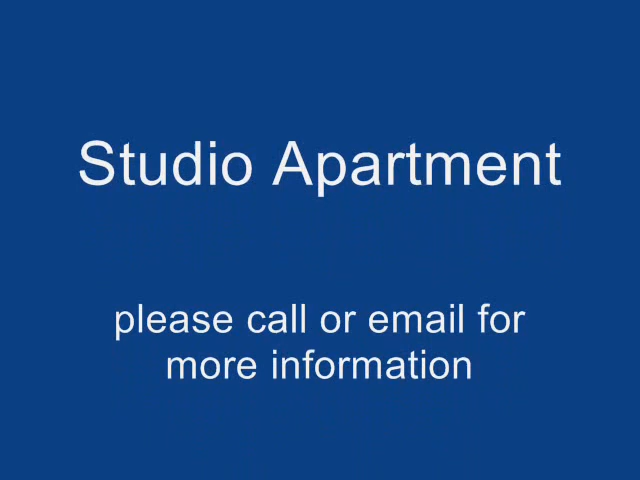 Studio Apartment
please call or email for
more information